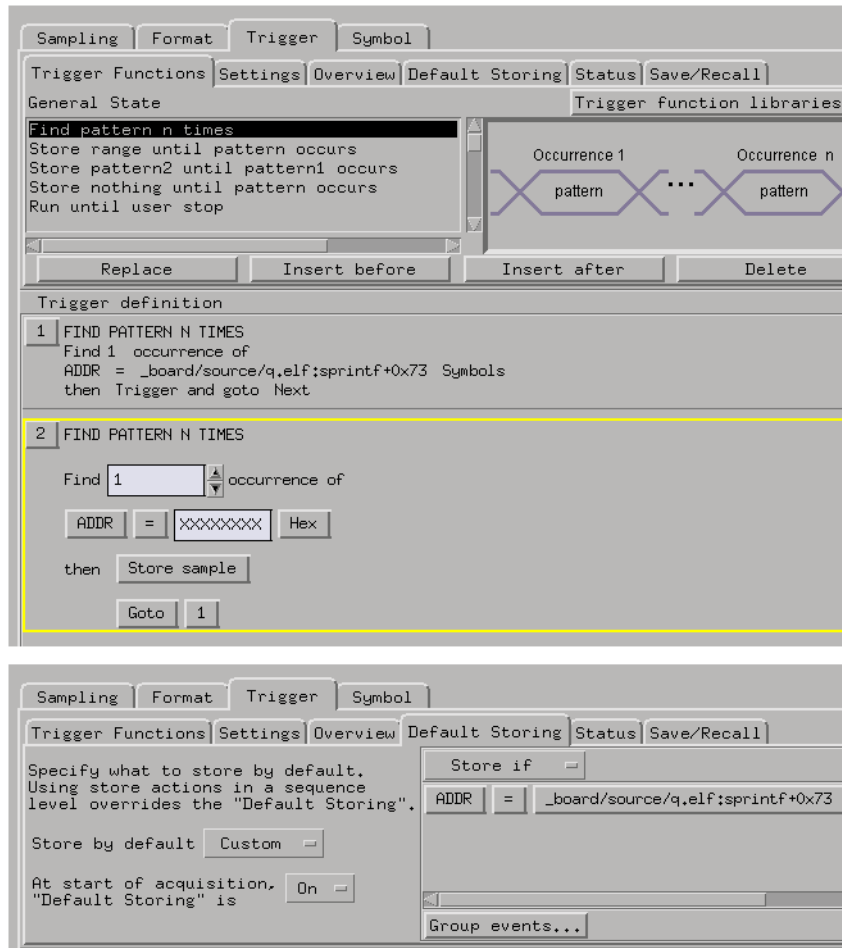 Sampling Format Trigger Symbol
Trigger Functions Settings Overview Default Storing Status Save/Recall
General State Trigger function libraries
Find pattern n times
Store range until pattern occurs
Store pattern2 until pattern1 occurs
Store nothing until pattern occurs
Run until user stop
Occurrence 1 Occurrence n
pattern ... pattern
Replace Insert before Insert after Delete
Trigger definition
1 FIND PATTERN N TIMES
Find 1 occurrence of
ADDR = _board/source/q.elf:sprintf+0x73 Symbols
then Trigger and goto Next
2 FIND PATTERN N TIMES
Find 1 occurrence of
ADDR = XXXXXXXX Hex
then Store sample
Goto 1
Sampling Format Trigger Symbol
Trigger Functions Settings Overview Default Storing Status Save/Recall
Specify what to store by default.
Using store actions in a sequence
level overrides the "Default Storing".
Store by default Custom
At start of acquisition,
"Default Storing" is On
Store if
ADDR = _board/source/q.elf:sprintf+0x73
Group events...